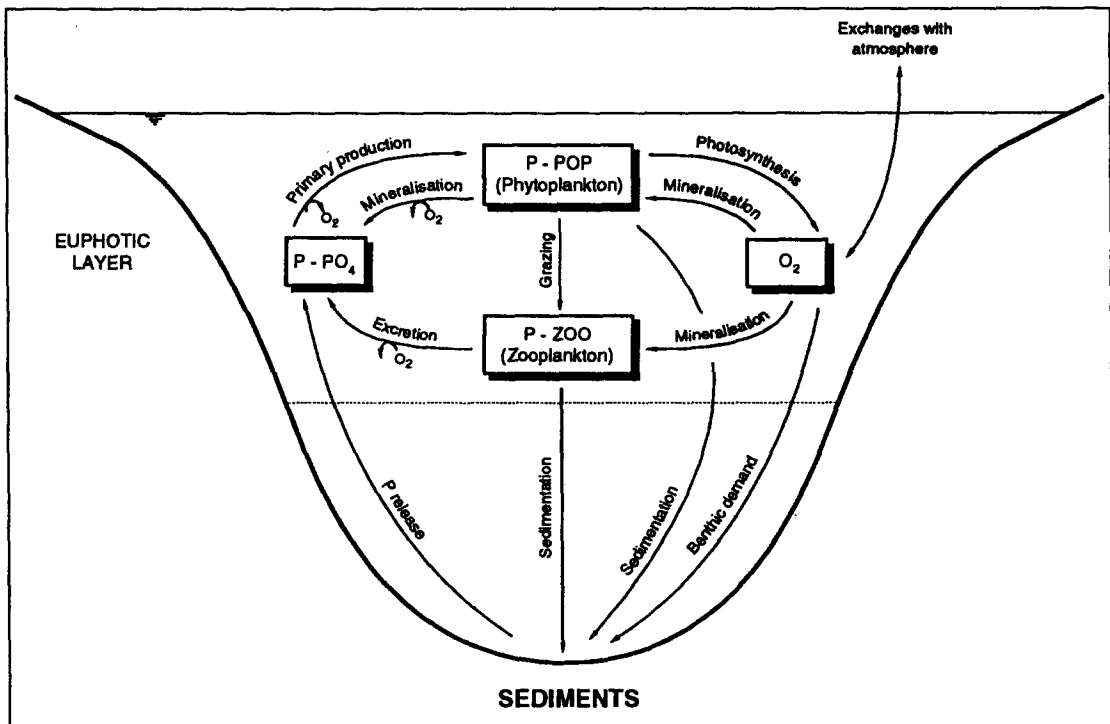 Exchanges with
atmosphere
Primary production
P - POP
(Phytoplankton)
Photosynthesis
Mineralisation
O2
O2
Mineralisation
EUPHOTIC
LAYER
P - PO4
Grazing
O2
Excretion
O2
P - ZOO
(Zooplankton)
Mineralisation
P release
Sedimentation
Sedimentation
Benthic demand
SEDIMENTS